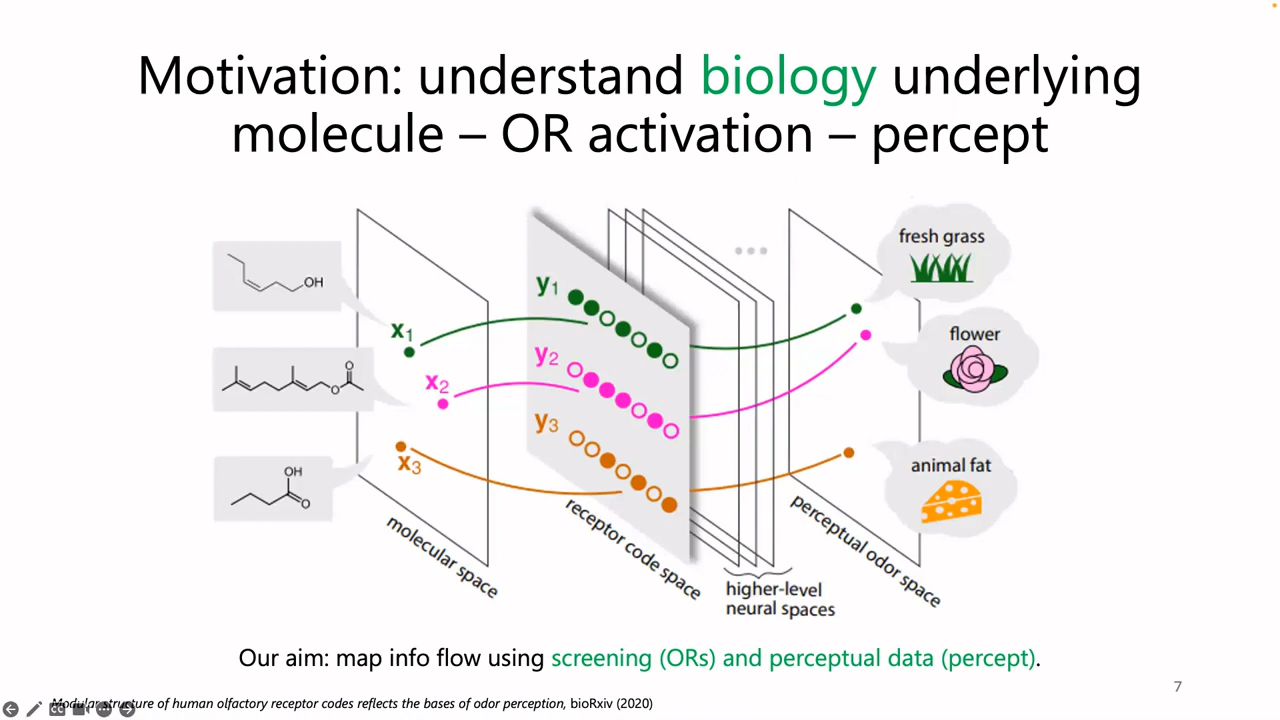 Motivation: understand biology underlying
molecule – OR activation – percept
OH
O
O
OH
O
x1
x2
x3
y1
y2
y3
fresh grass
flower
animal fat
molecular space
receptor code space
higher-level
neural spaces
perceptual odor space
Our aim: map info flow using screening (ORs) and perceptual data (percept).
7
Modular structure of human olfactory receptor codes reflects the bases of odor perception, bioRxiv (2020)